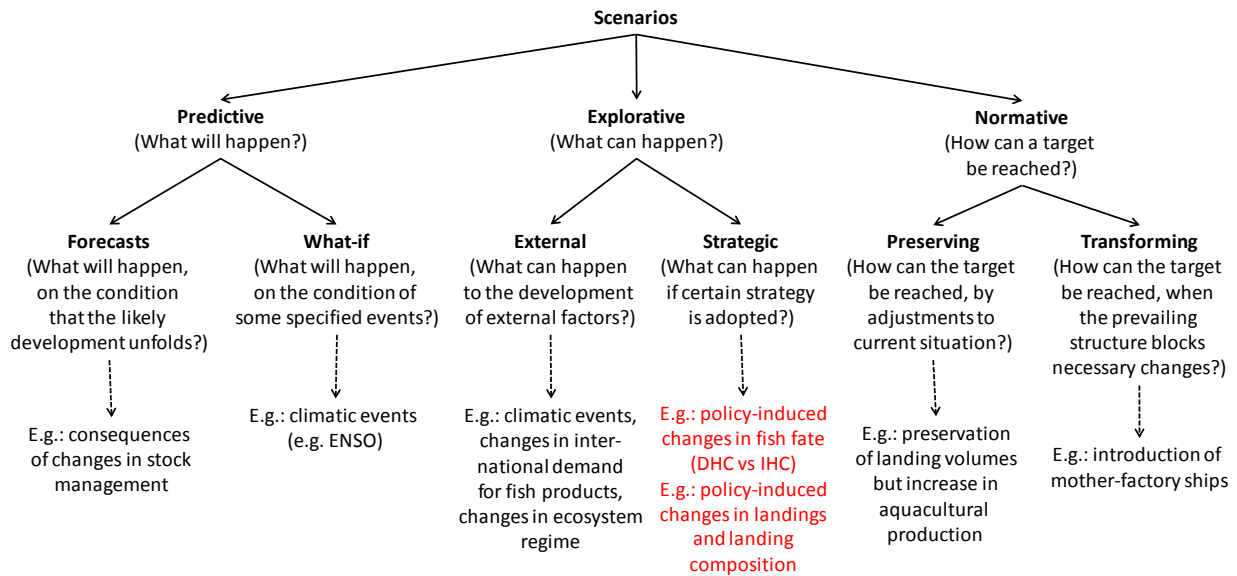 Scenarios
Predictive
(What will happen?)
Explorative
(What can happen?)
Normative
(How can a target
be reached?)
Forecasts
(What will happen,
on the condition
that the likely
development unfolds?)
What-if
(What will happen,
on the condition of
some specified events?)
External
(What can happen
to the development
of external factors?)
Strategic
(What can happen
if certain strategy
is adopted?)
Preserving
(How can the target
be reached, by
adjustments to
current situation?)
Transforming
(How can the target
be reached, when
the prevailing
structure blocks
necessary changes?)
E.g.: consequences
of changes in stock
management
E.g.: climatic events
(e.g. ENSO)
E.g.: climatic events,
changes in inter-
national demand
for fish products,
changes in ecosystem
regime
E.g.: policy-induced
changes in fish fate
(DHC vs IHC)
E.g.: policy-induced
changes in landings
and landing
composition
E.g.: preservation
of landing volumes
but increase in
aquacultural
production
E.g.: introduction of
mother-factory ships